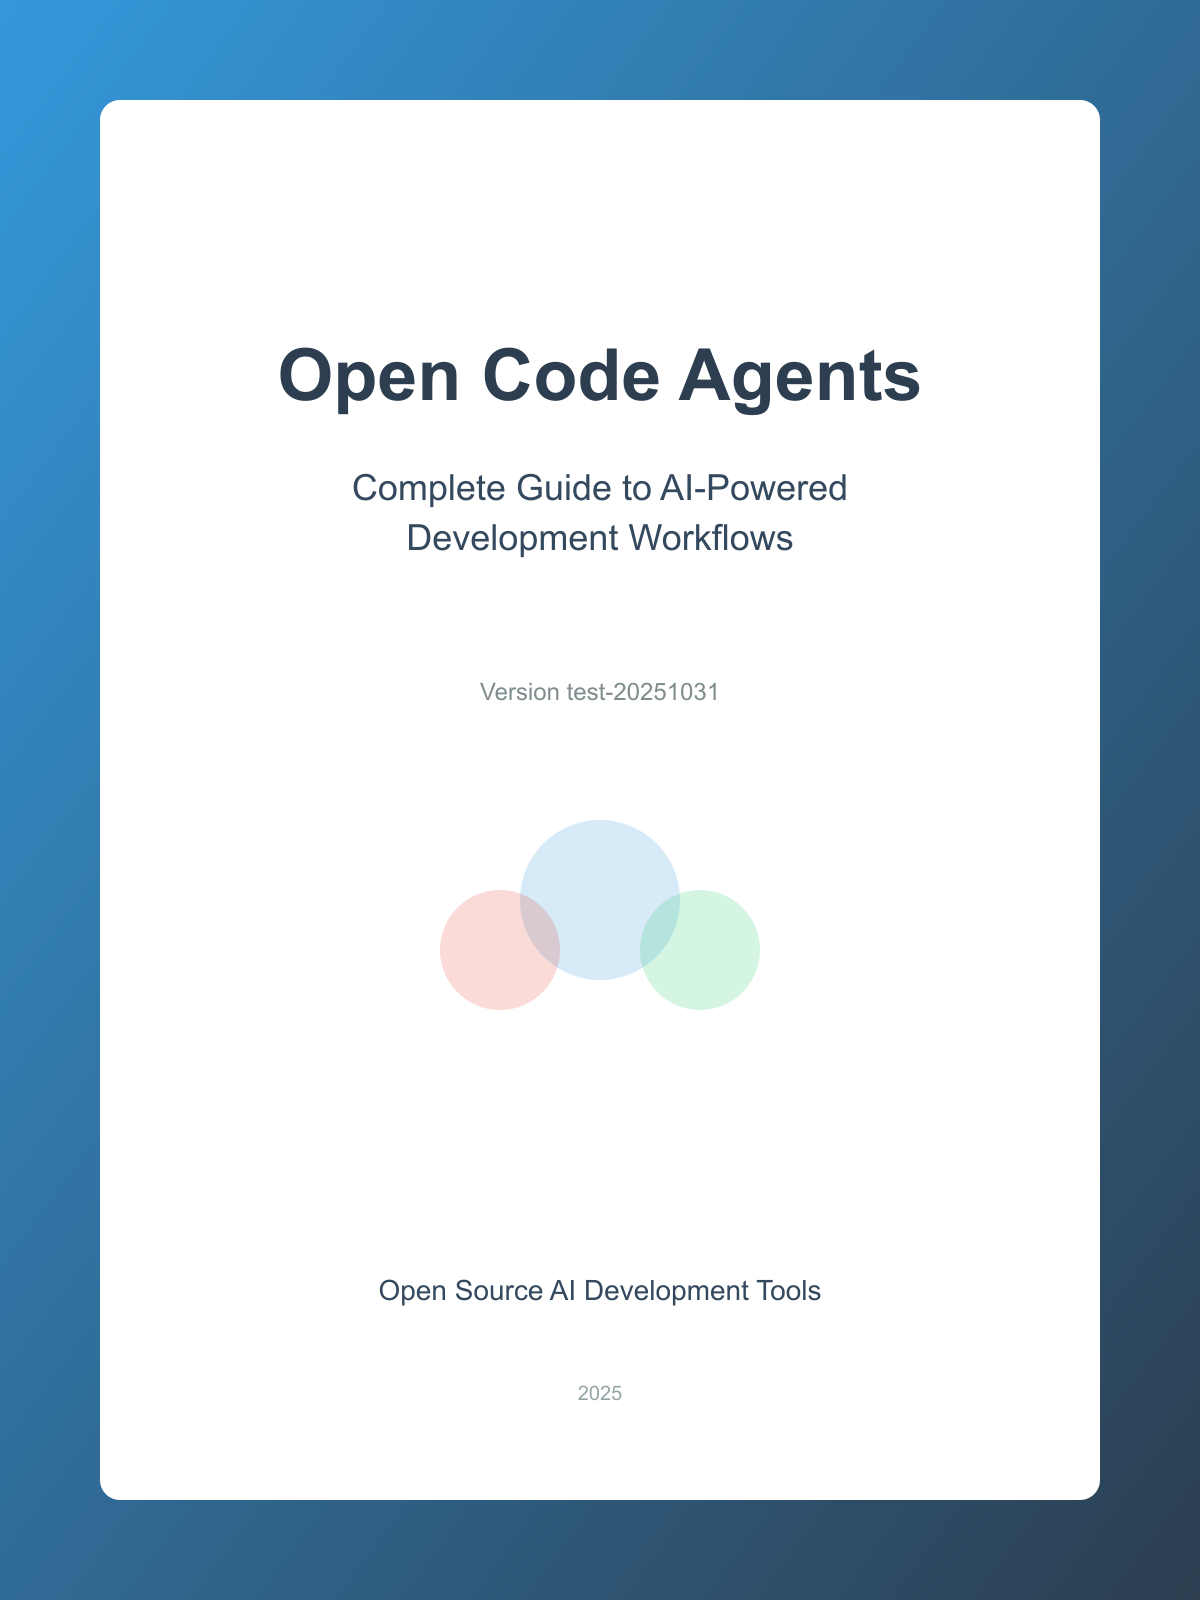 Open Code Agents
Complete Guide to AI-Powered
Development Workflows
Version test-20251031
Open Source AI Development Tools
2025